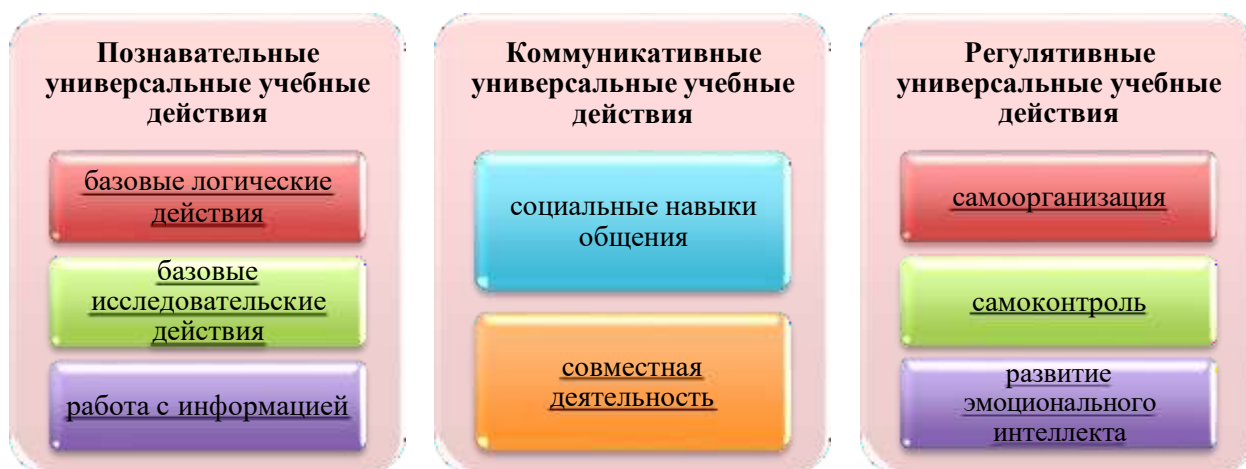 Познавательные
универсальные учебные
действия
базовые логические
действия
базовые
исследовательские
действия
работа с информацией
Коммуникативные
универсальные учебные
действия
социальные навыки
общения
совместная
деятельность
Регулятивные
универсальные учебные
действия
самоорганизация
самоконтроль
развитие
эмоционального
интеллекта